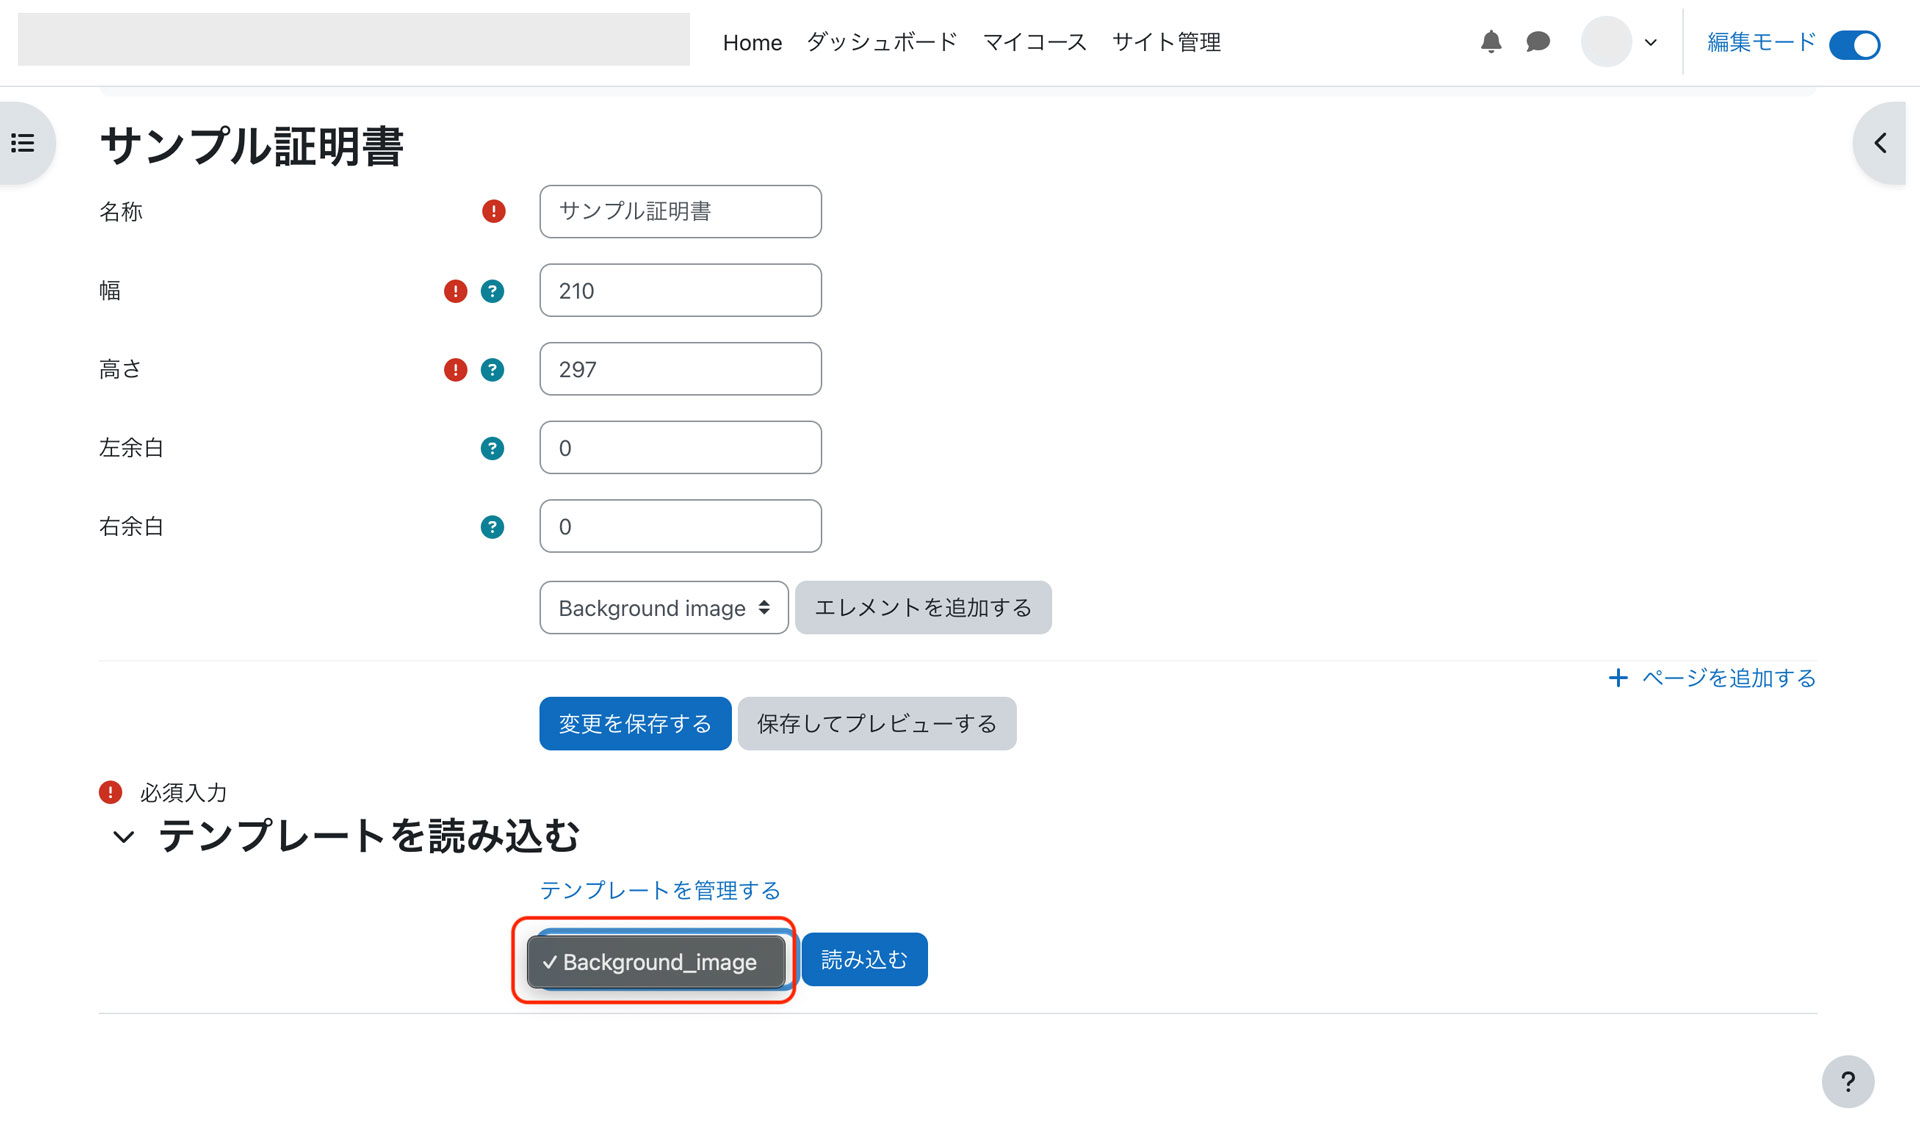 Home ダッシュボード マイコース サイト管理 編集モード
サンプル証明書
名称 ! サンプル証明書
幅 ! ? 210
高さ ! ? 297
左余白 ? 0
右余白 ? 0
Background image エレメントを追加する
+ ページを追加する
変更を保存する 保存してプレビューする
! 必須入力
テンプレートを読み込む
テンプレートを管理する
✓ Background_image 読み込む
?